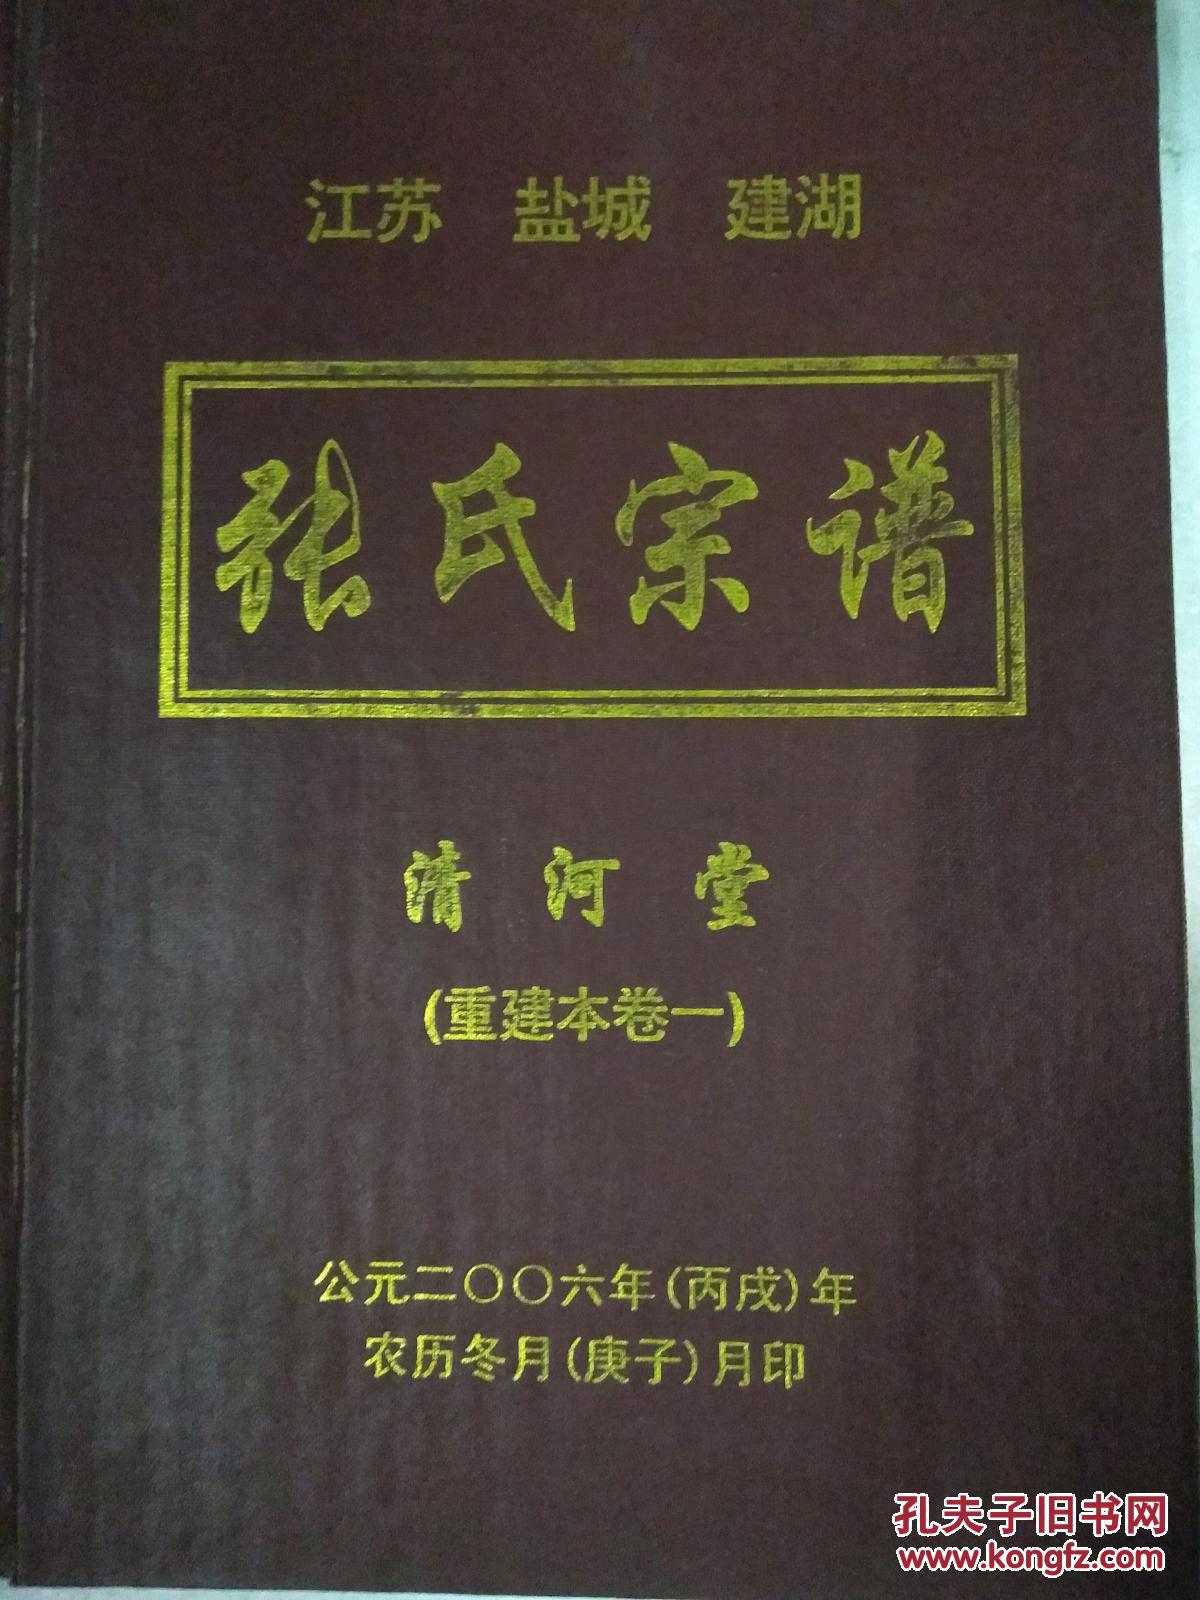 江苏 盐城 建湖
张氏宗谱
清河堂
(重建本卷一)
公元二〇〇六年(丙戌)年
农历冬月(庚子)月印
孔夫子旧书网
www.kongfz.com